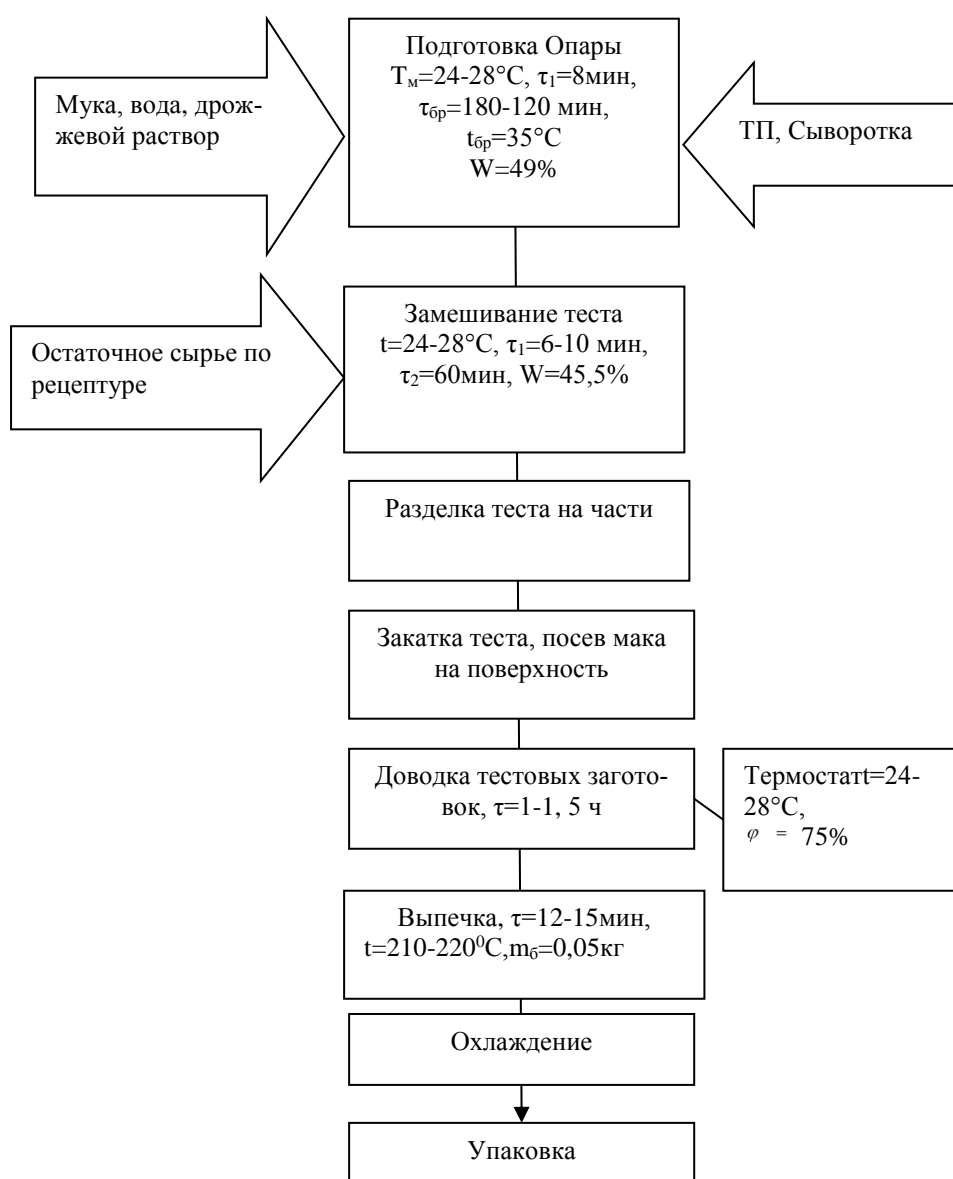 Подготовка Опары
Tм=24-28°C, τ1=8мин,
τбр=180-120 мин,
tбр=35°C
W=49%
Мука, вода, дрож-
жевой раствор
ТП, Сыворотка
Замешивание теста
t=24-28°C, τ1=6-10 мин,
τ2=60мин, W=45,5%
Остаточное сырье по
рецептуре
Разделка теста на части
Закатка теста, посев мака
на поверхность
Доводка тестовых загото-
вок, τ=1-1, 5 ч
Термостатt=24-
28°C,
φ = 75%
Выпечка, τ=12-15мин,
t=210-220⁰C,mб=0,05кг
Охлаждение
Упаковка